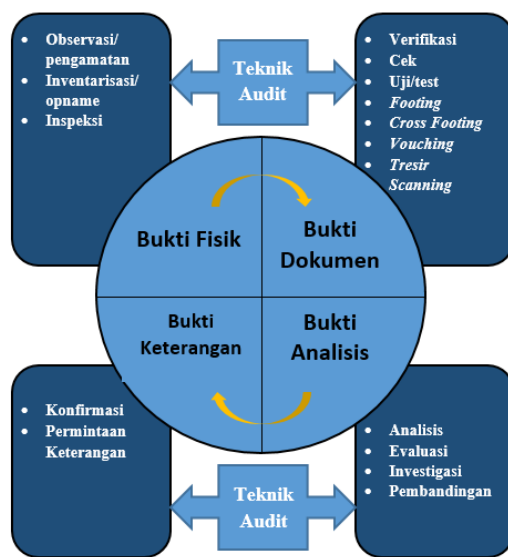 • Observasi/
pengamatan
• Inventarisasi/
opname
• Inspeksi
Teknik
Audit
• Verifikasi
• Cek
• Uji/test
• Footing
• Cross Footing
• Vouching
• Tresir
Scanning
Bukti Fisik
Bukti
Dokumen
Bukti
Keterangan
Bukti
Analisis
• Konfirmasi
• Permintaan
Keterangan
Teknik
Audit
• Analisis
• Evaluasi
• Investigasi
• Pembandingan